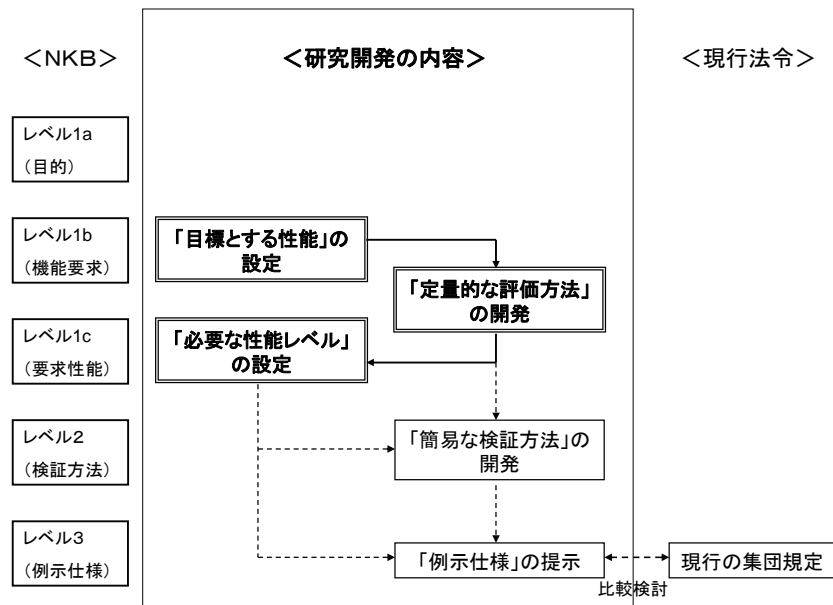 ＜NKB＞
＜研究開発の内容＞
＜現行法令＞
レベル1a
（目的）
レベル1b
（機能要求）
「目標とする性能」の
設定
「定量的な評価方法」
の開発
レベル1c
（要求性能）
「必要な性能レベル」
の設定
レベル2
（検証方法）
「簡易な検証方法」の
開発
レベル3
（例示仕様）
「例示仕様」の提示
現行の集団規定
比較検討